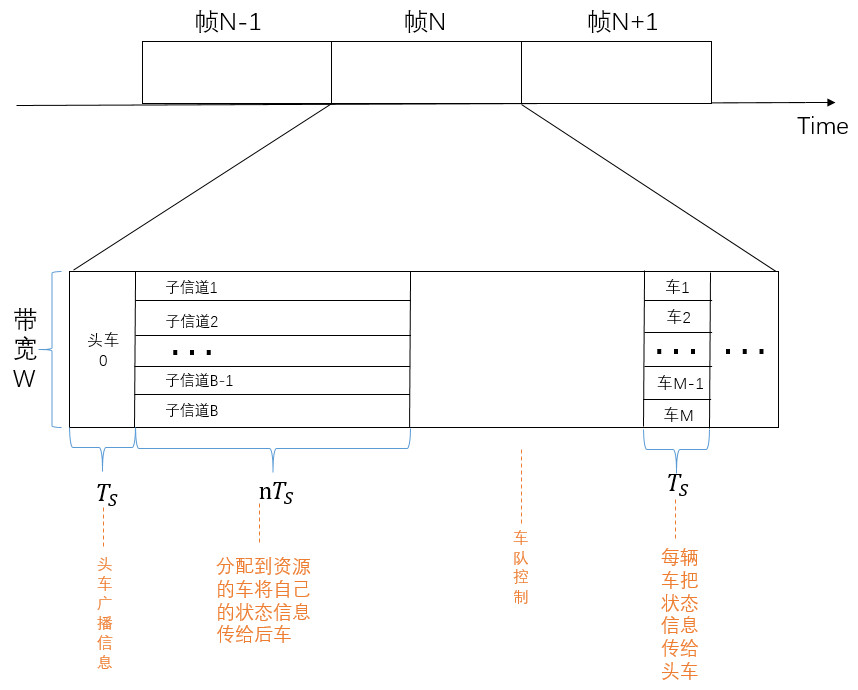 帧N-1
帧N
帧N+1
Time
带
宽
W
头车
0
子信道1
子信道2
...
子信道B-1
子信道B
车1
车2
...
车M-1
车M
...
T_S
nT_S
T_S
头
车
广
播
信
息
分配到资源
的车将自己
的状态信息
传给后车
车
队
控
制
每辆
车把
状态
信息
传给
头车